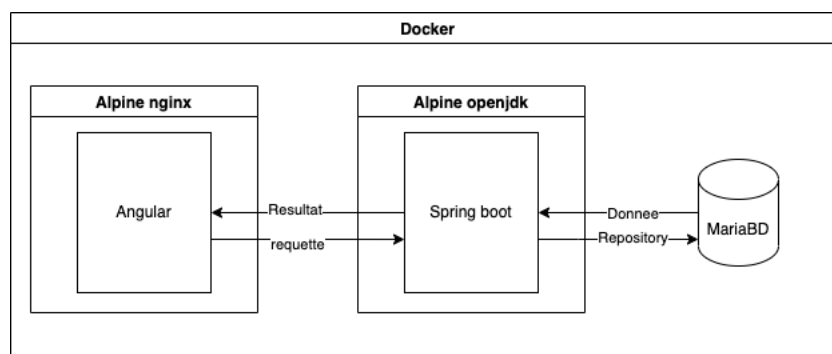 Docker
Alpine nginx
Alpine openjdk
Angular
Resultat
requette
Spring boot
Donnee
Repository
MariaBD